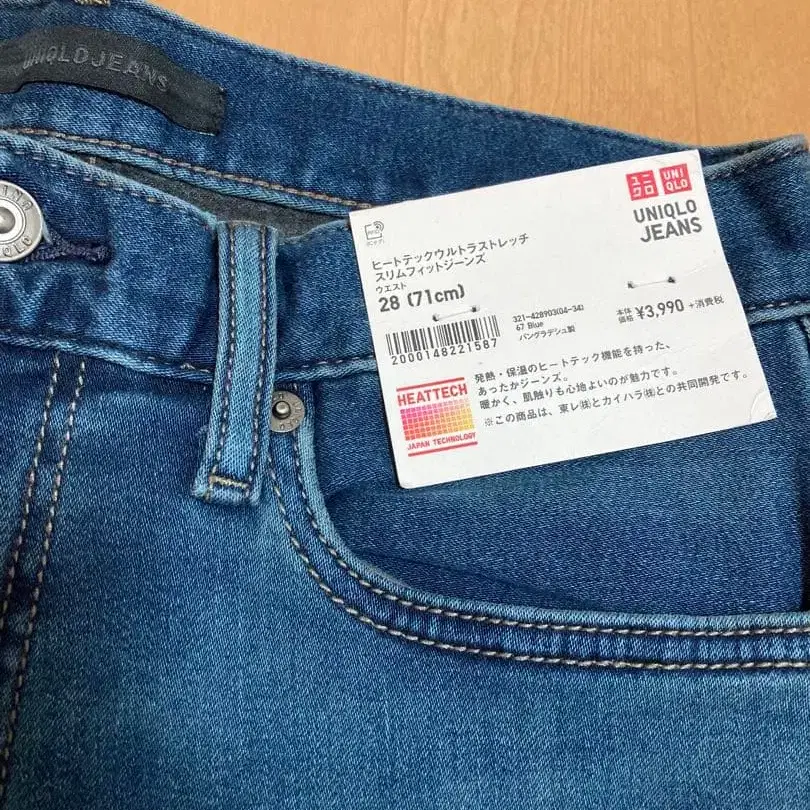 UNIQLO JEANS
ユニ
クロ
UNI
QLO
UNIQLO
JEANS
ヒートテックウルトラストレッチ
スリムフィットジーンズ
ウエスト
28 (71cm)
321-428903(04-34)
67 Blue
バングラデシュ製
本体
価格 ¥3,990 +消費税
2000148221587
HEATTECH
JAPAN TECHNOLOGY
発熱・保温のヒートテック機能を持った、
あったかジーンズ。
暖かく、肌触りも心地よいのが魅力です。
※この商品は、東レ㈱とカイハラ㈱との共同開発です。